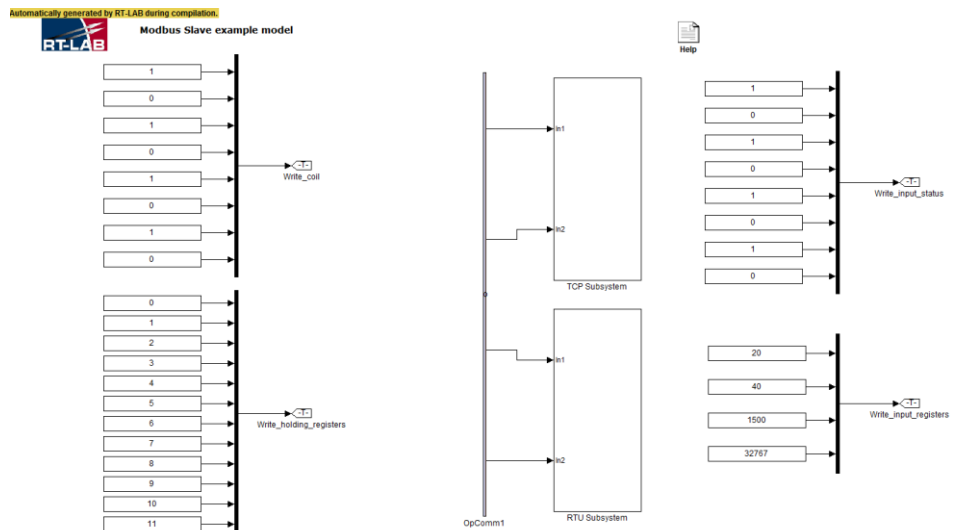 Automatically generated by RT-LAB during compilation.
RT-LAB
Modbus Slave example model
Help
1
0
1
0
1
0
1
0
-T-
Write_coil
0
1
2
3
4
5
6
7
8
9
10
11
-T-
Write_holding_registers
In1
In2
TCP Subsystem
In1
In2
RTU Subsystem
OpComm1
1
0
1
0
1
0
1
0
-T-
Write_input_status
20
40
1500
32767
-T-
Write_input_registers